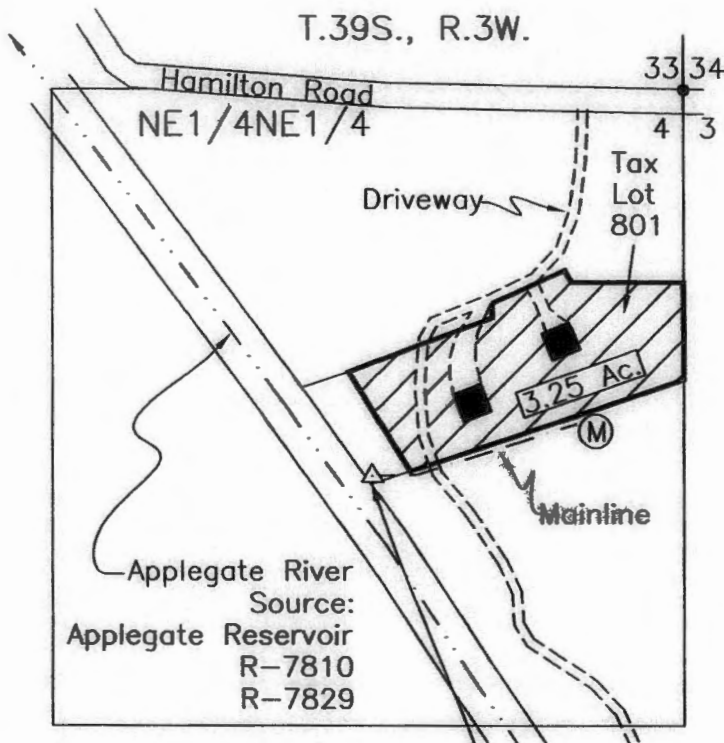 T.39S., R.3W.
33 34
Hamilton Road
NE1/4NE1/4
4 3
Tax
Lot
801
Driveway
3.25 Ac.
M
Mainline
Applegate River
Source:
Applegate Reservoir
R-7810
R-7829